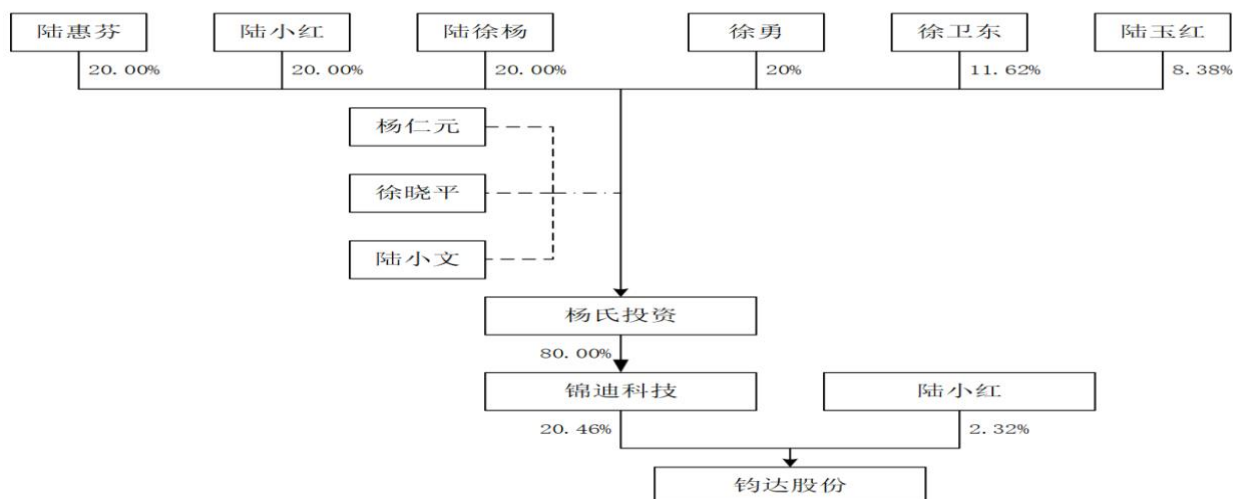 陆惠芬 陆小红 陆徐杨 徐勇 徐卫东 陆玉红
20.00% 20.00% 20.00% 20% 11.62% 8.38%
杨仁元
徐晓平
陆小文
杨氏投资
80.00%
锦迪科技 陆小红
20.46% 2.32%
钧达股份